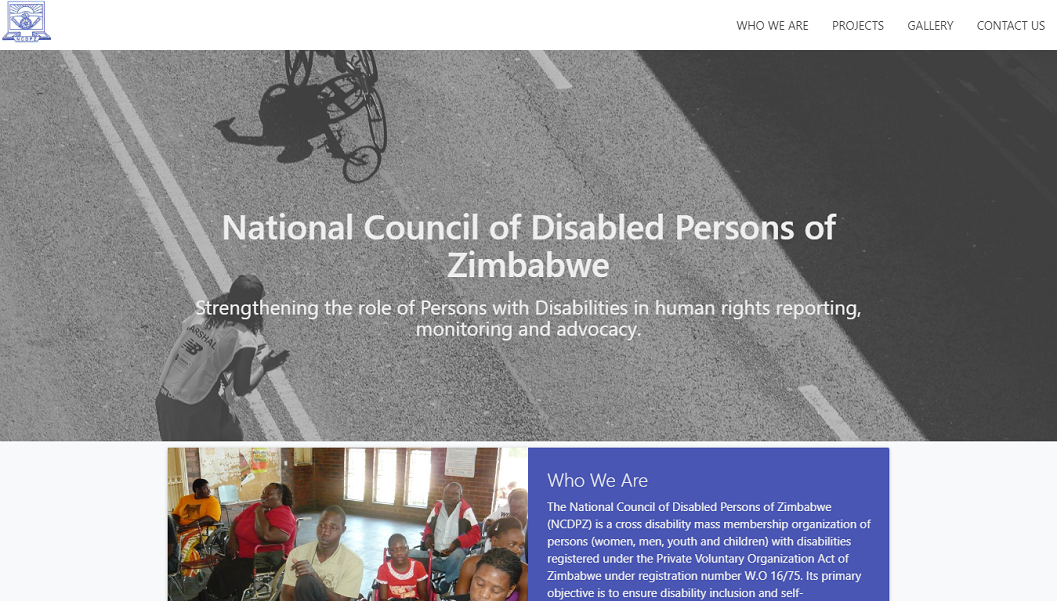 NCDPZ
WHO WE ARE
PROJECTS
GALLERY
CONTACT US
National Council of Disabled Persons of
Zimbabwe
Strengthening the role of Persons with Disabilities in human rights reporting,
monitoring and advocacy.
MARSHAL
Who We Are
The National Council of Disabled Persons of Zimbabwe
(NCDPZ) is a cross disability mass membership organization of
persons (women, men, youth and children) with disabilities
registered under the Private Voluntary Organization Act of
Zimbabwe under registration number W.O 16/75. Its primary
objective is to ensure disability inclusion and self-